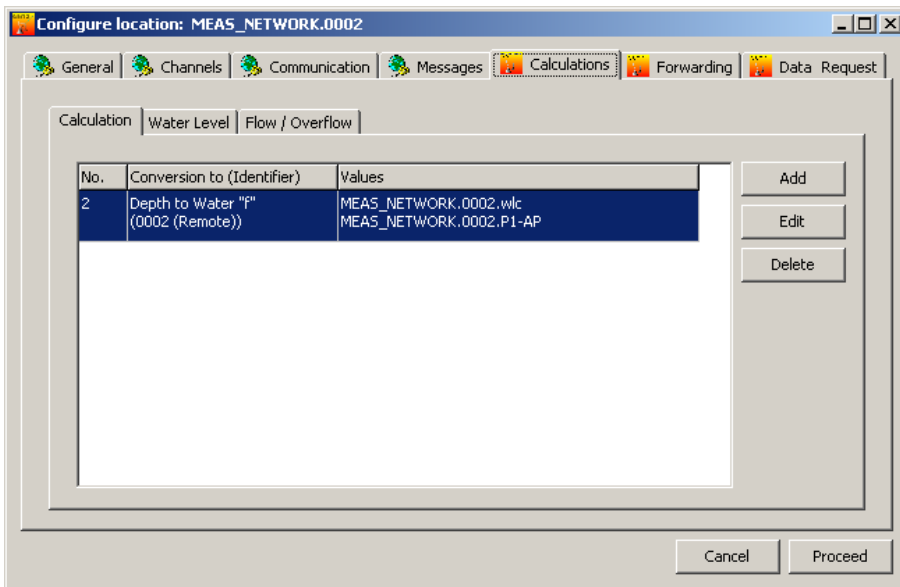 Configure location: MEAS_NETWORK.0002
General Channels Communication Messages Calculations Forwarding Data Request
Calculation Water Level Flow / Overflow
No. Conversion to (Identifier) Values
2 Depth to Water "f" MEAS_NETWORK.0002.wlc
(0002 (Remote)) MEAS_NETWORK.0002.P1-AP
Add
Edit
Delete
Cancel Proceed